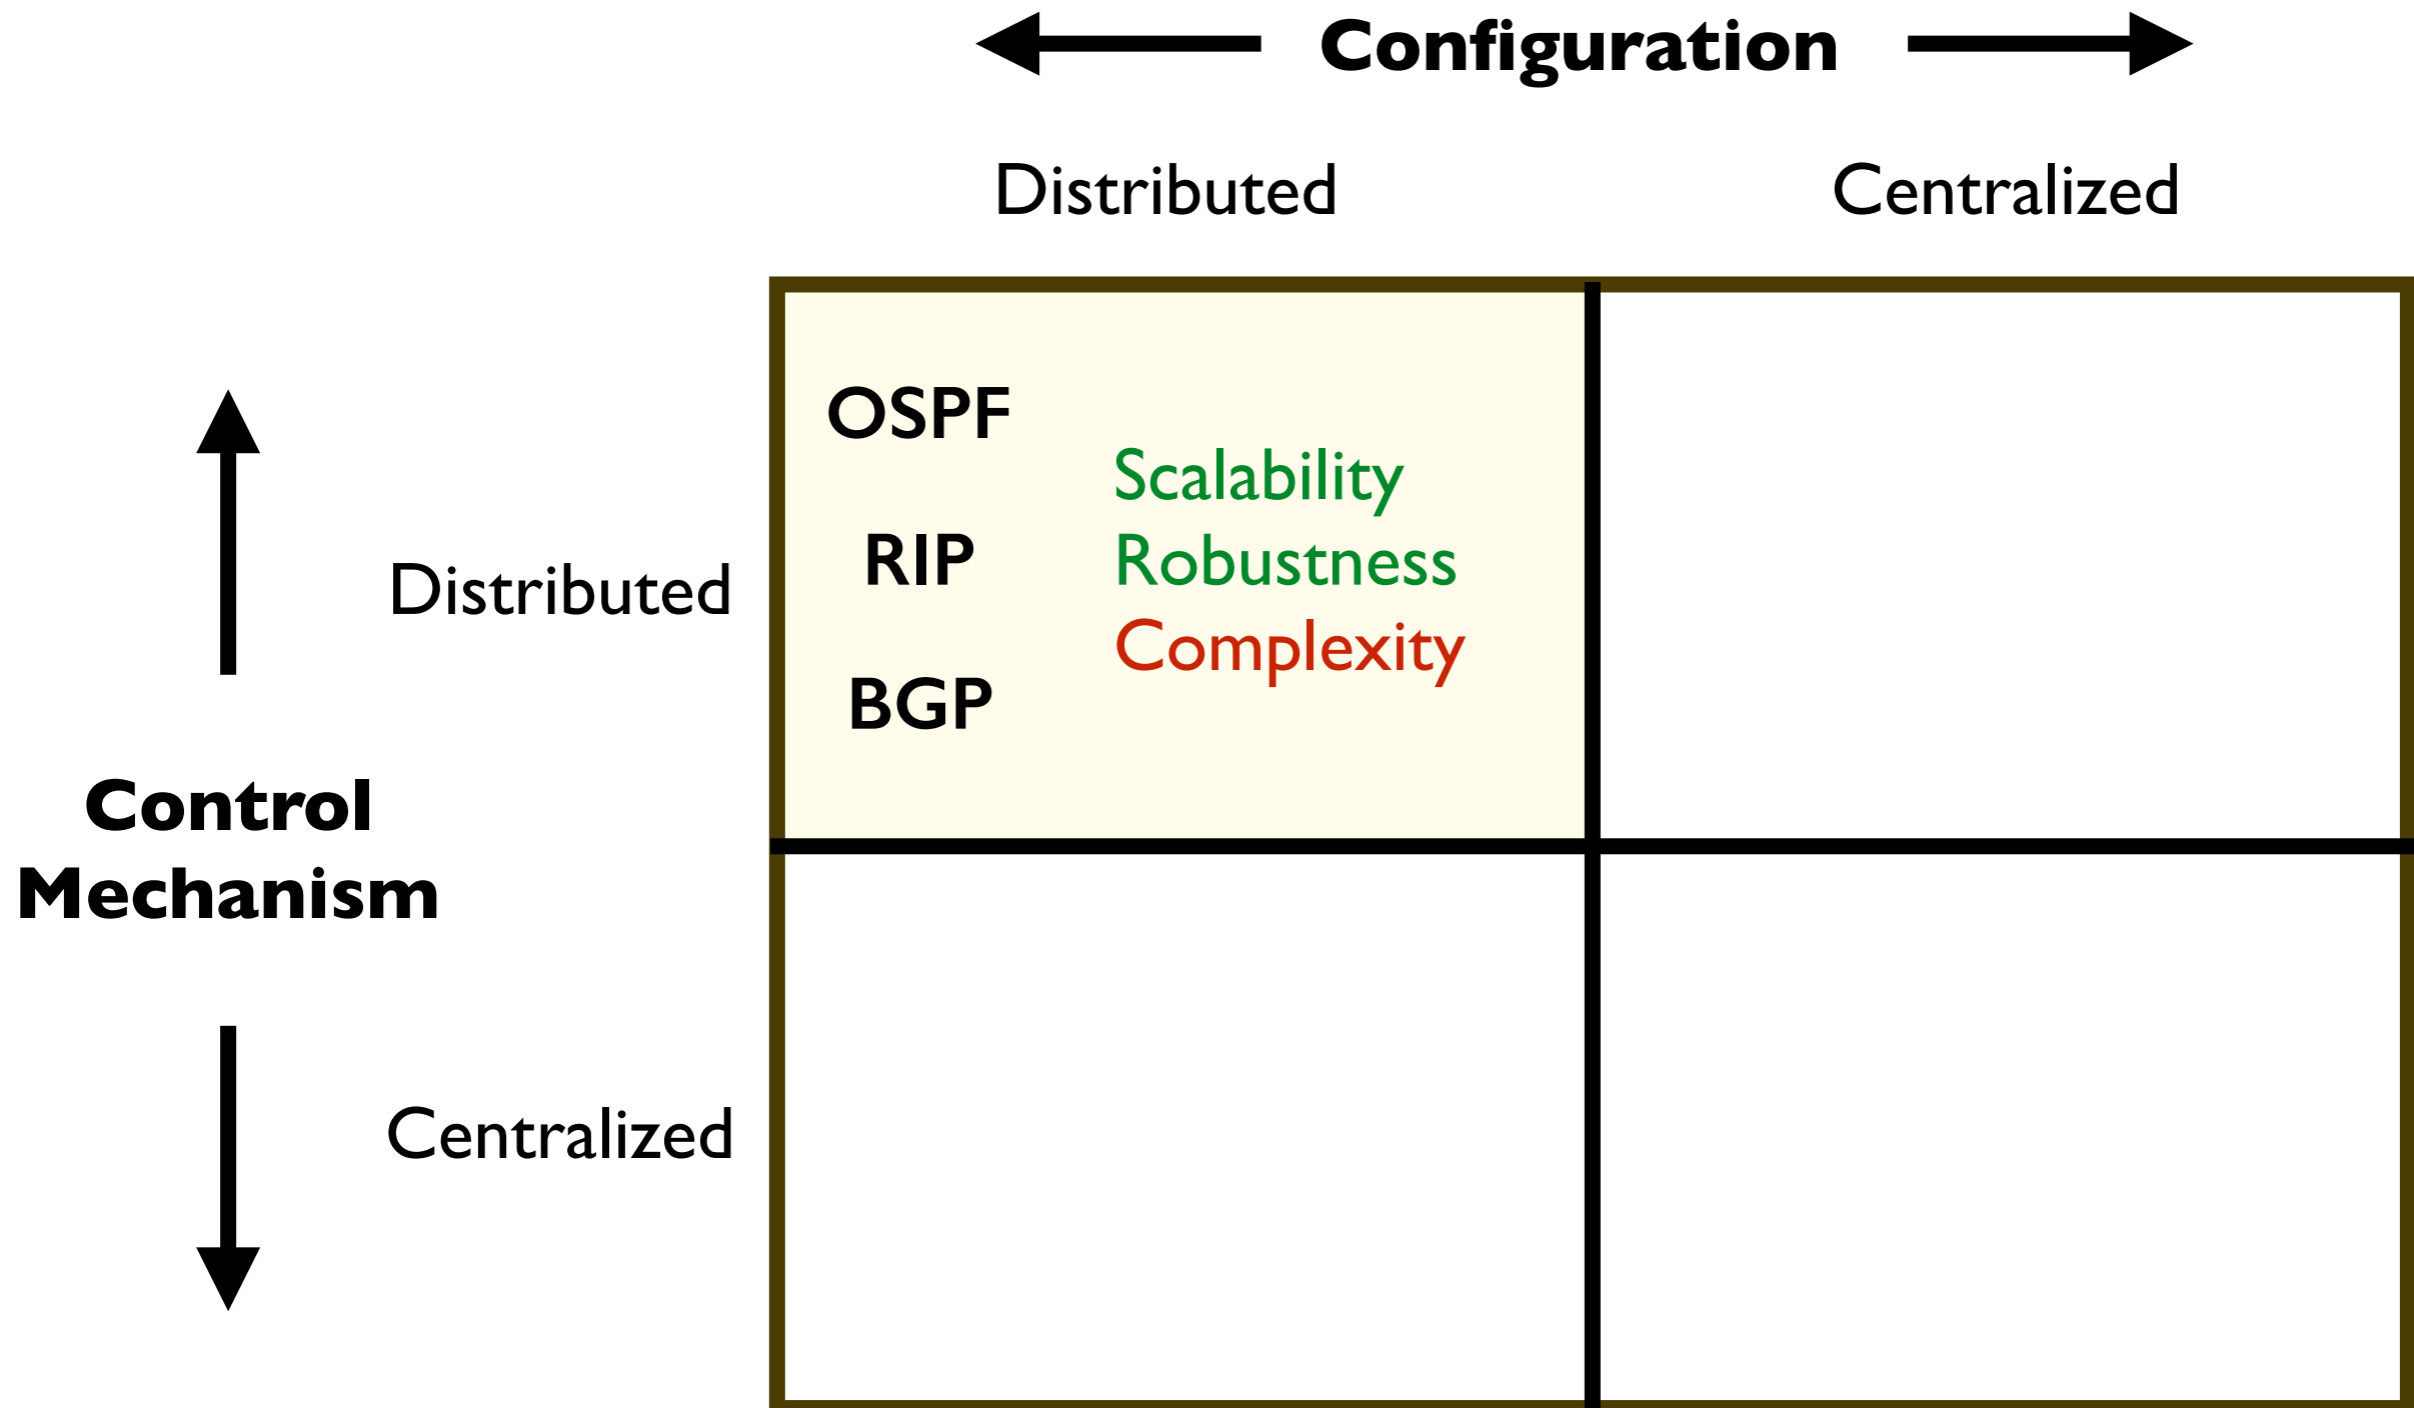 Configuration
Distributed
Centralized
OSPF
Scalability
RIP
Robustness
Distributed
Complexity
BGP
Control
Mechanism
Centralized